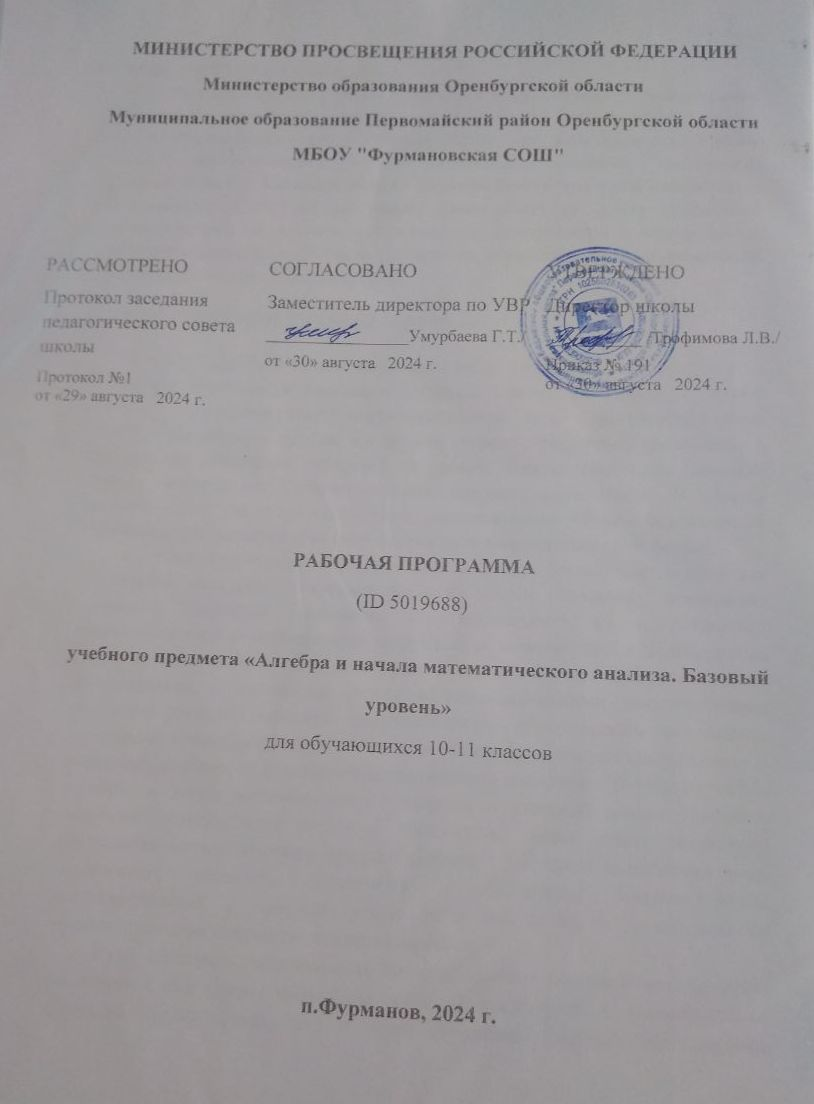 МИНИСТЕРСТВО ПРОСВЕЩЕНИЯ РОССИЙСКОЙ ФЕДЕРАЦИИ
Министерство образования Оренбургской области
Муниципальное образование Первомайский район Оренбургской области
МБОУ "Фурмановская СОШ"
РАССМОТРЕНО
Протокол заседания
педагогического совета
школы
Протокол №1
от «29» августа 2024 г.
СОГЛАСОВАНО
Заместитель директора по УВР
Умурбаева Г.Т./
от «30» августа 2024 г.
УТВЕРЖДЕНО
Директор школы
/Трофимова Л.В./
Приказ № 191
от «30» августа 2024 г.
РАБОЧАЯ ПРОГРАММА
(ID 5019688)
учебного предмета «Алгебра и начала математического анализа. Базовый
уровень»
для обучающихся 10-11 классов
п.Фурманов, 2024 г.